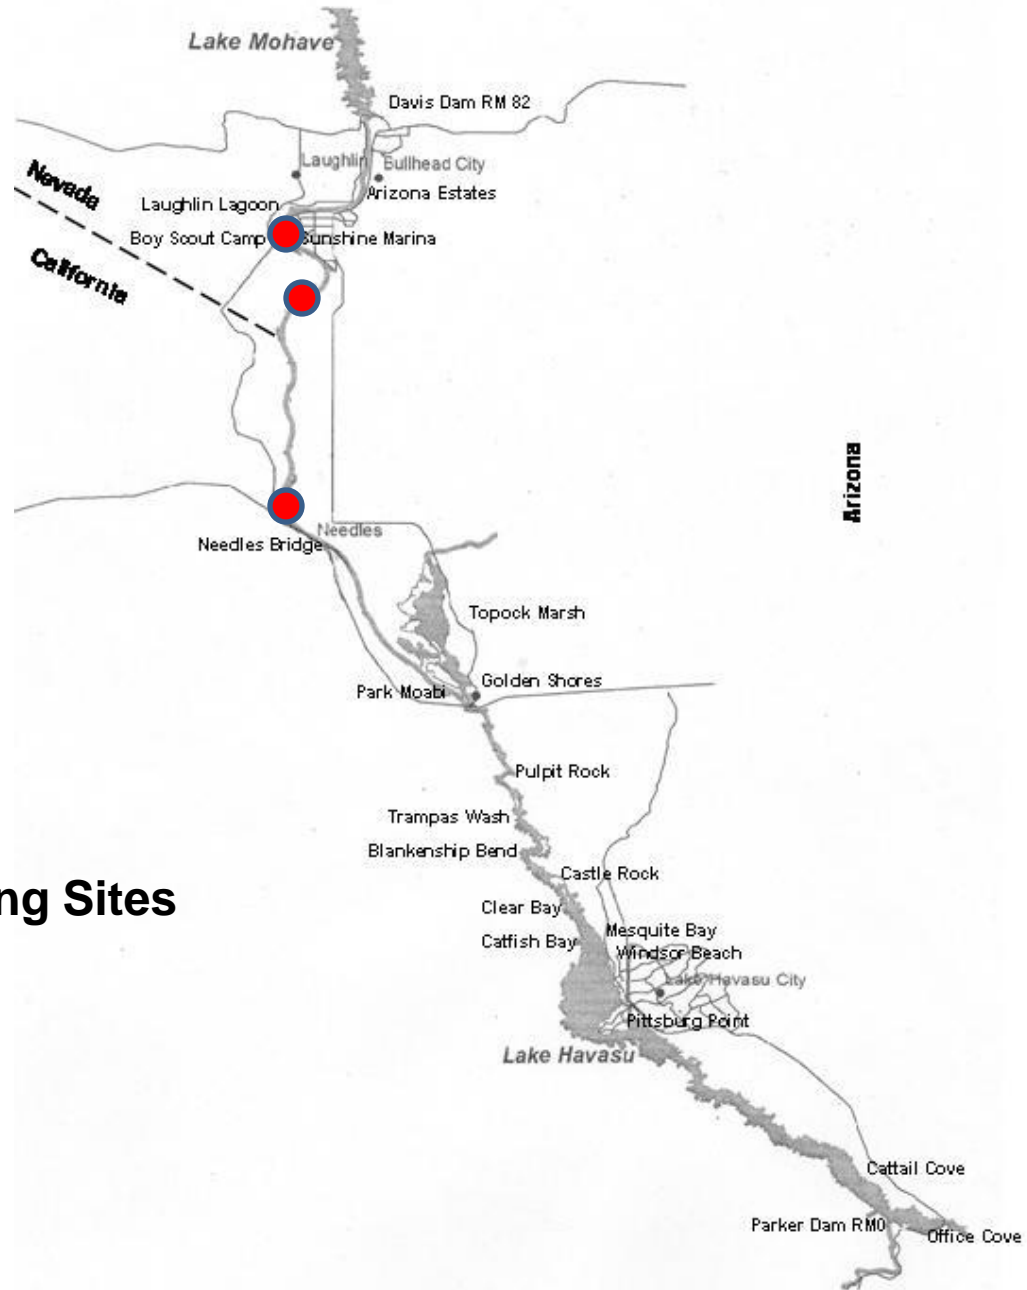 Lake Mohave
Davis Dam RM 82
Laughlin
Bullhead City
Nevada
Arizona Estates
Laughlin Lagoon
Boy Scout Camp
Sunshine Marina
California
Arizona
Needles
Needles Bridge
Topock Marsh
Golden Shores
Park Moabi
Pulpit Rock
Trampas Wash
Blankenship Bend
Castle Rock
ng Sites
Clear Bay
Mesquite Bay
Catfish Bay
Windsor Beach
Lake Havasu City
Pittsburg Point
Lake Havasu
Cattail Cove
Parker Dam RM0
Office Cove